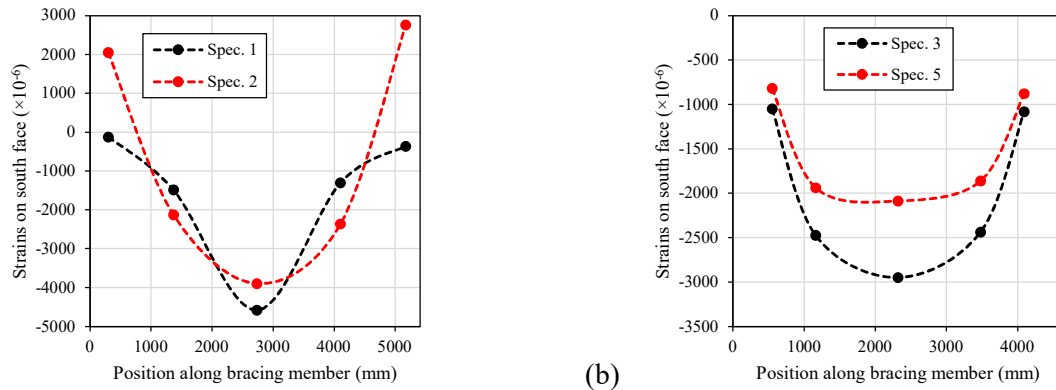 3000
2000
1000
0
-1000
-2000
-3000
-4000
-5000
Strains on south face (×10⁻⁶)
Spec. 1
Spec. 2
0 1000 2000 3000 4000 5000
Position along bracing member (mm)
(b)
0
-500
-1000
-1500
-2000
-2500
-3000
-3500
Strains on south face (×10⁻⁶)
Spec. 3
Spec. 5
0 1000 2000 3000 4000
Position along bracing member (mm)